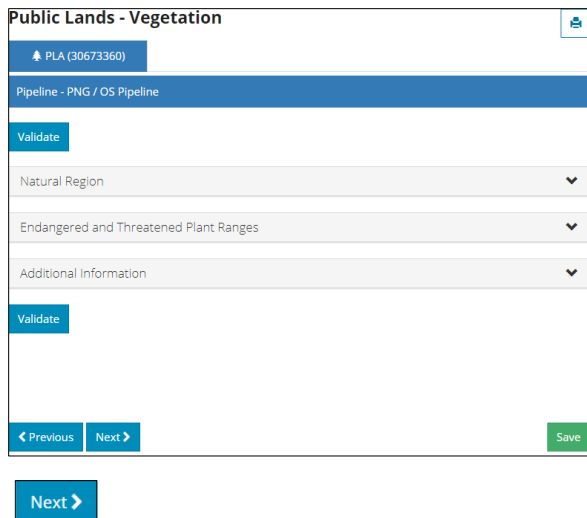 Public Lands - Vegetation
PLA (30673360)
Pipeline - PNG / OS Pipeline
Validate
Natural Region
Endangered and Threatened Plant Ranges
Additional Information
Validate
Previous Next Save
Next